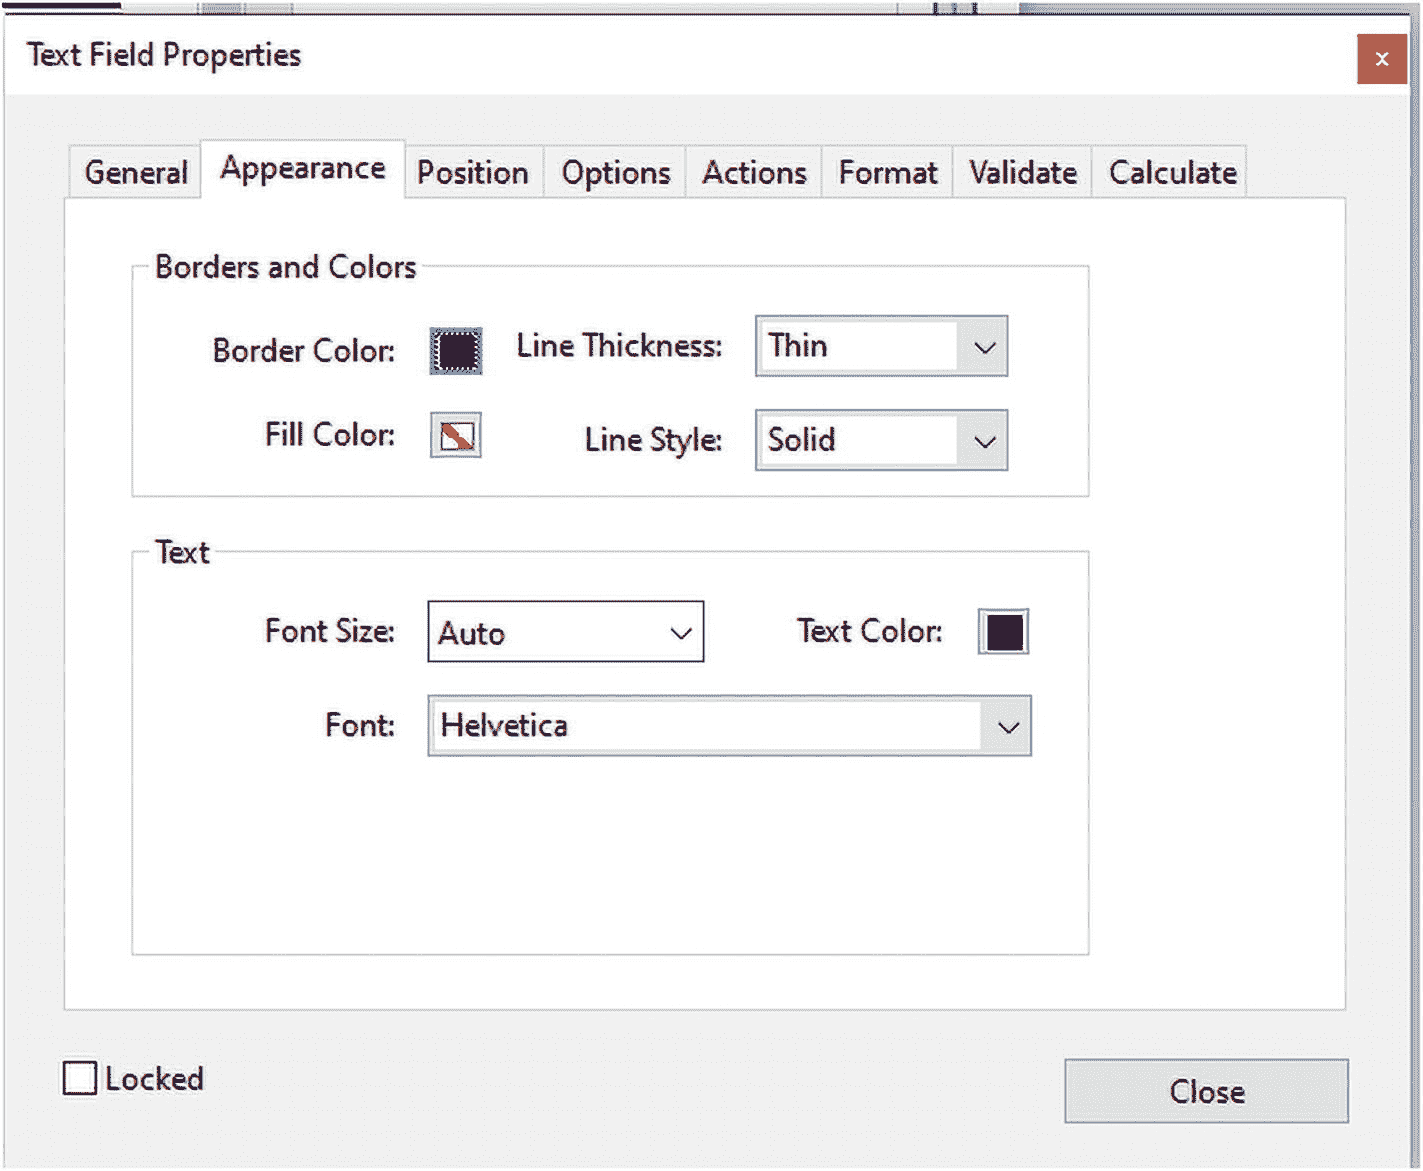 Text Field Properties
x
General Appearance Position Options Actions Format Validate Calculate
Borders and Colors
Border Color: Line Thickness: Thin
Fill Color: Line Style: Solid
Text
Font Size: Auto Text Color:
Font: Helvetica
Locked
Close